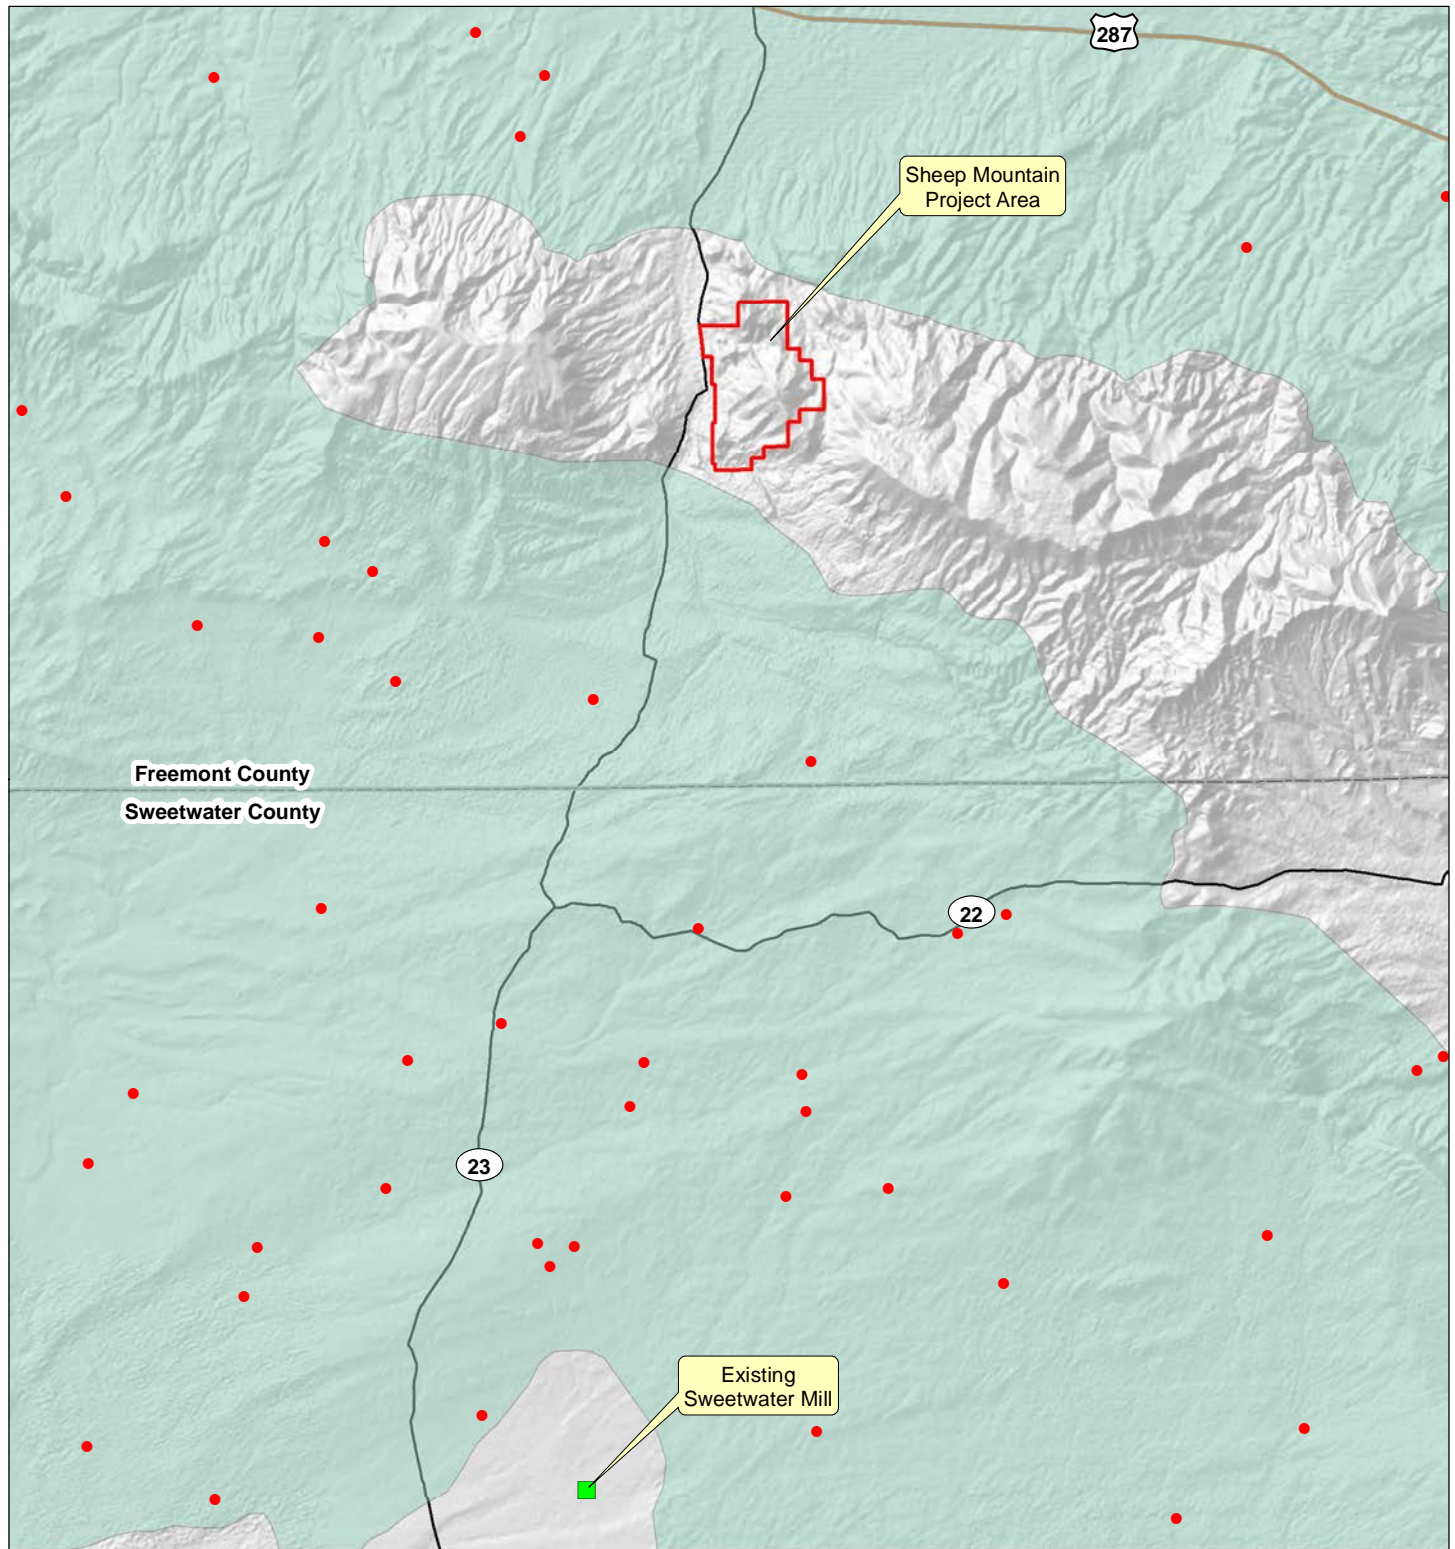 287
Sheep Mountain
Project Area
Freemont County
Sweetwater County
22
23
Existing
Sweetwater Mill